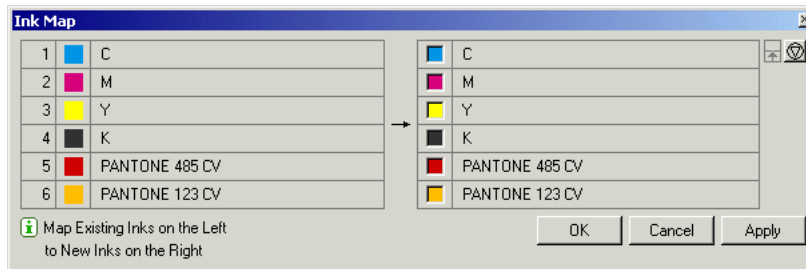 Ink Map
1 C C
2 M M
3 Y Y
4 K K
5 PANTONE 485 CV PANTONE 485 CV
6 PANTONE 123 CV PANTONE 123 CV
Map Existing Inks on the Left
to New Inks on the Right
OK Cancel Apply